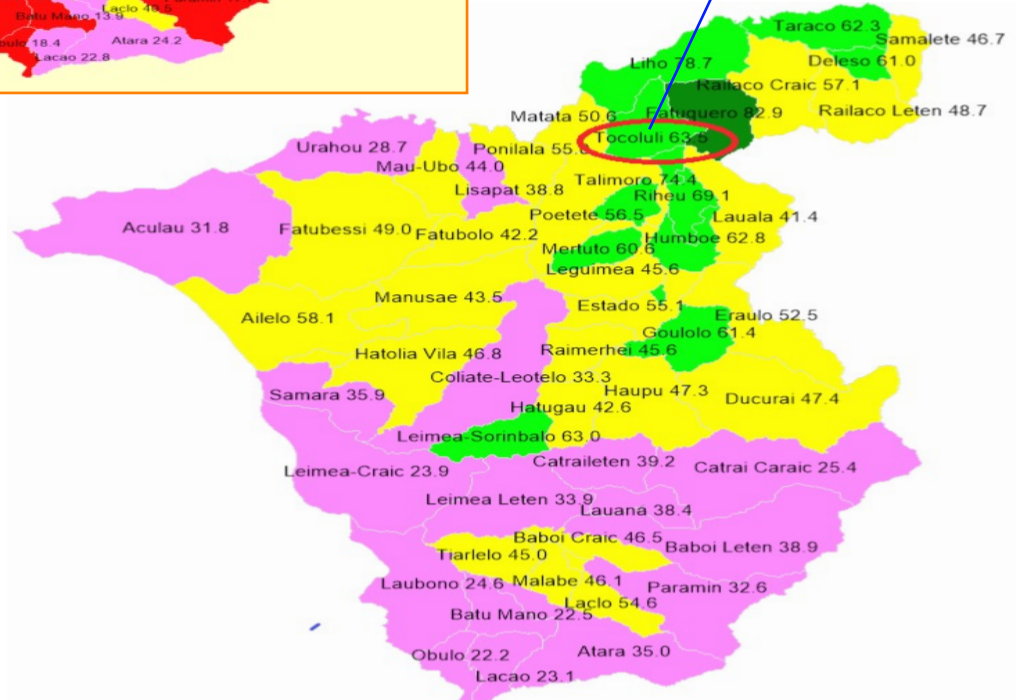 Laclo 49.5
Batu Mano 13.9
18.4
Atara 24.2
Lacao 22.8
Taraco 62.3
Samalete 46.7
Liho 78.7
Deleso 61.0
Railaco Craic 57.1
Matata 50.6
Fatuquero 82.9
Railaco Leten 48.7
Tocoluli 63.5
Urahou 28.7
Ponilala 55.
Mau-Ubo 44.0
Talimoro 74.4
Lisapat 38.8
Riheu 69.1
Poetete 56.5
Lauala 41.4
Aculau 31.8
Fatubessi 49.0
Fatubolo 42.2
Humboe 62.8
Mertuto 60.6
Leguimea 45.6
Manusae 43.5
Estado 55.1
Ailelo 58.1
Eraulo 52.5
Goulolo 61.4
Hatolia Vila 46.8
Raimerhei 45.6
Coliate-Leotelo 33.3
Samara 35.9
Haupu 47.3
Ducurai 47.4
Hatugau 42.6
Leimea-Sorinbalo 63.0
Leimea-Craic 23.9
Catraileten 39.2
Catrai Caraic 25.4
Leimea Leten 33.9
Lauana 38.4
Baboi Craic 46.5
Baboi Leten 38.9
Tiarlelo 45.0
Laubono 24.6
Malabe 46.1
Paramin 32.6
Laclo 54.6
Batu Mano 22.5
Obulo 22.2
Atara 35.0
Lacao 23.1